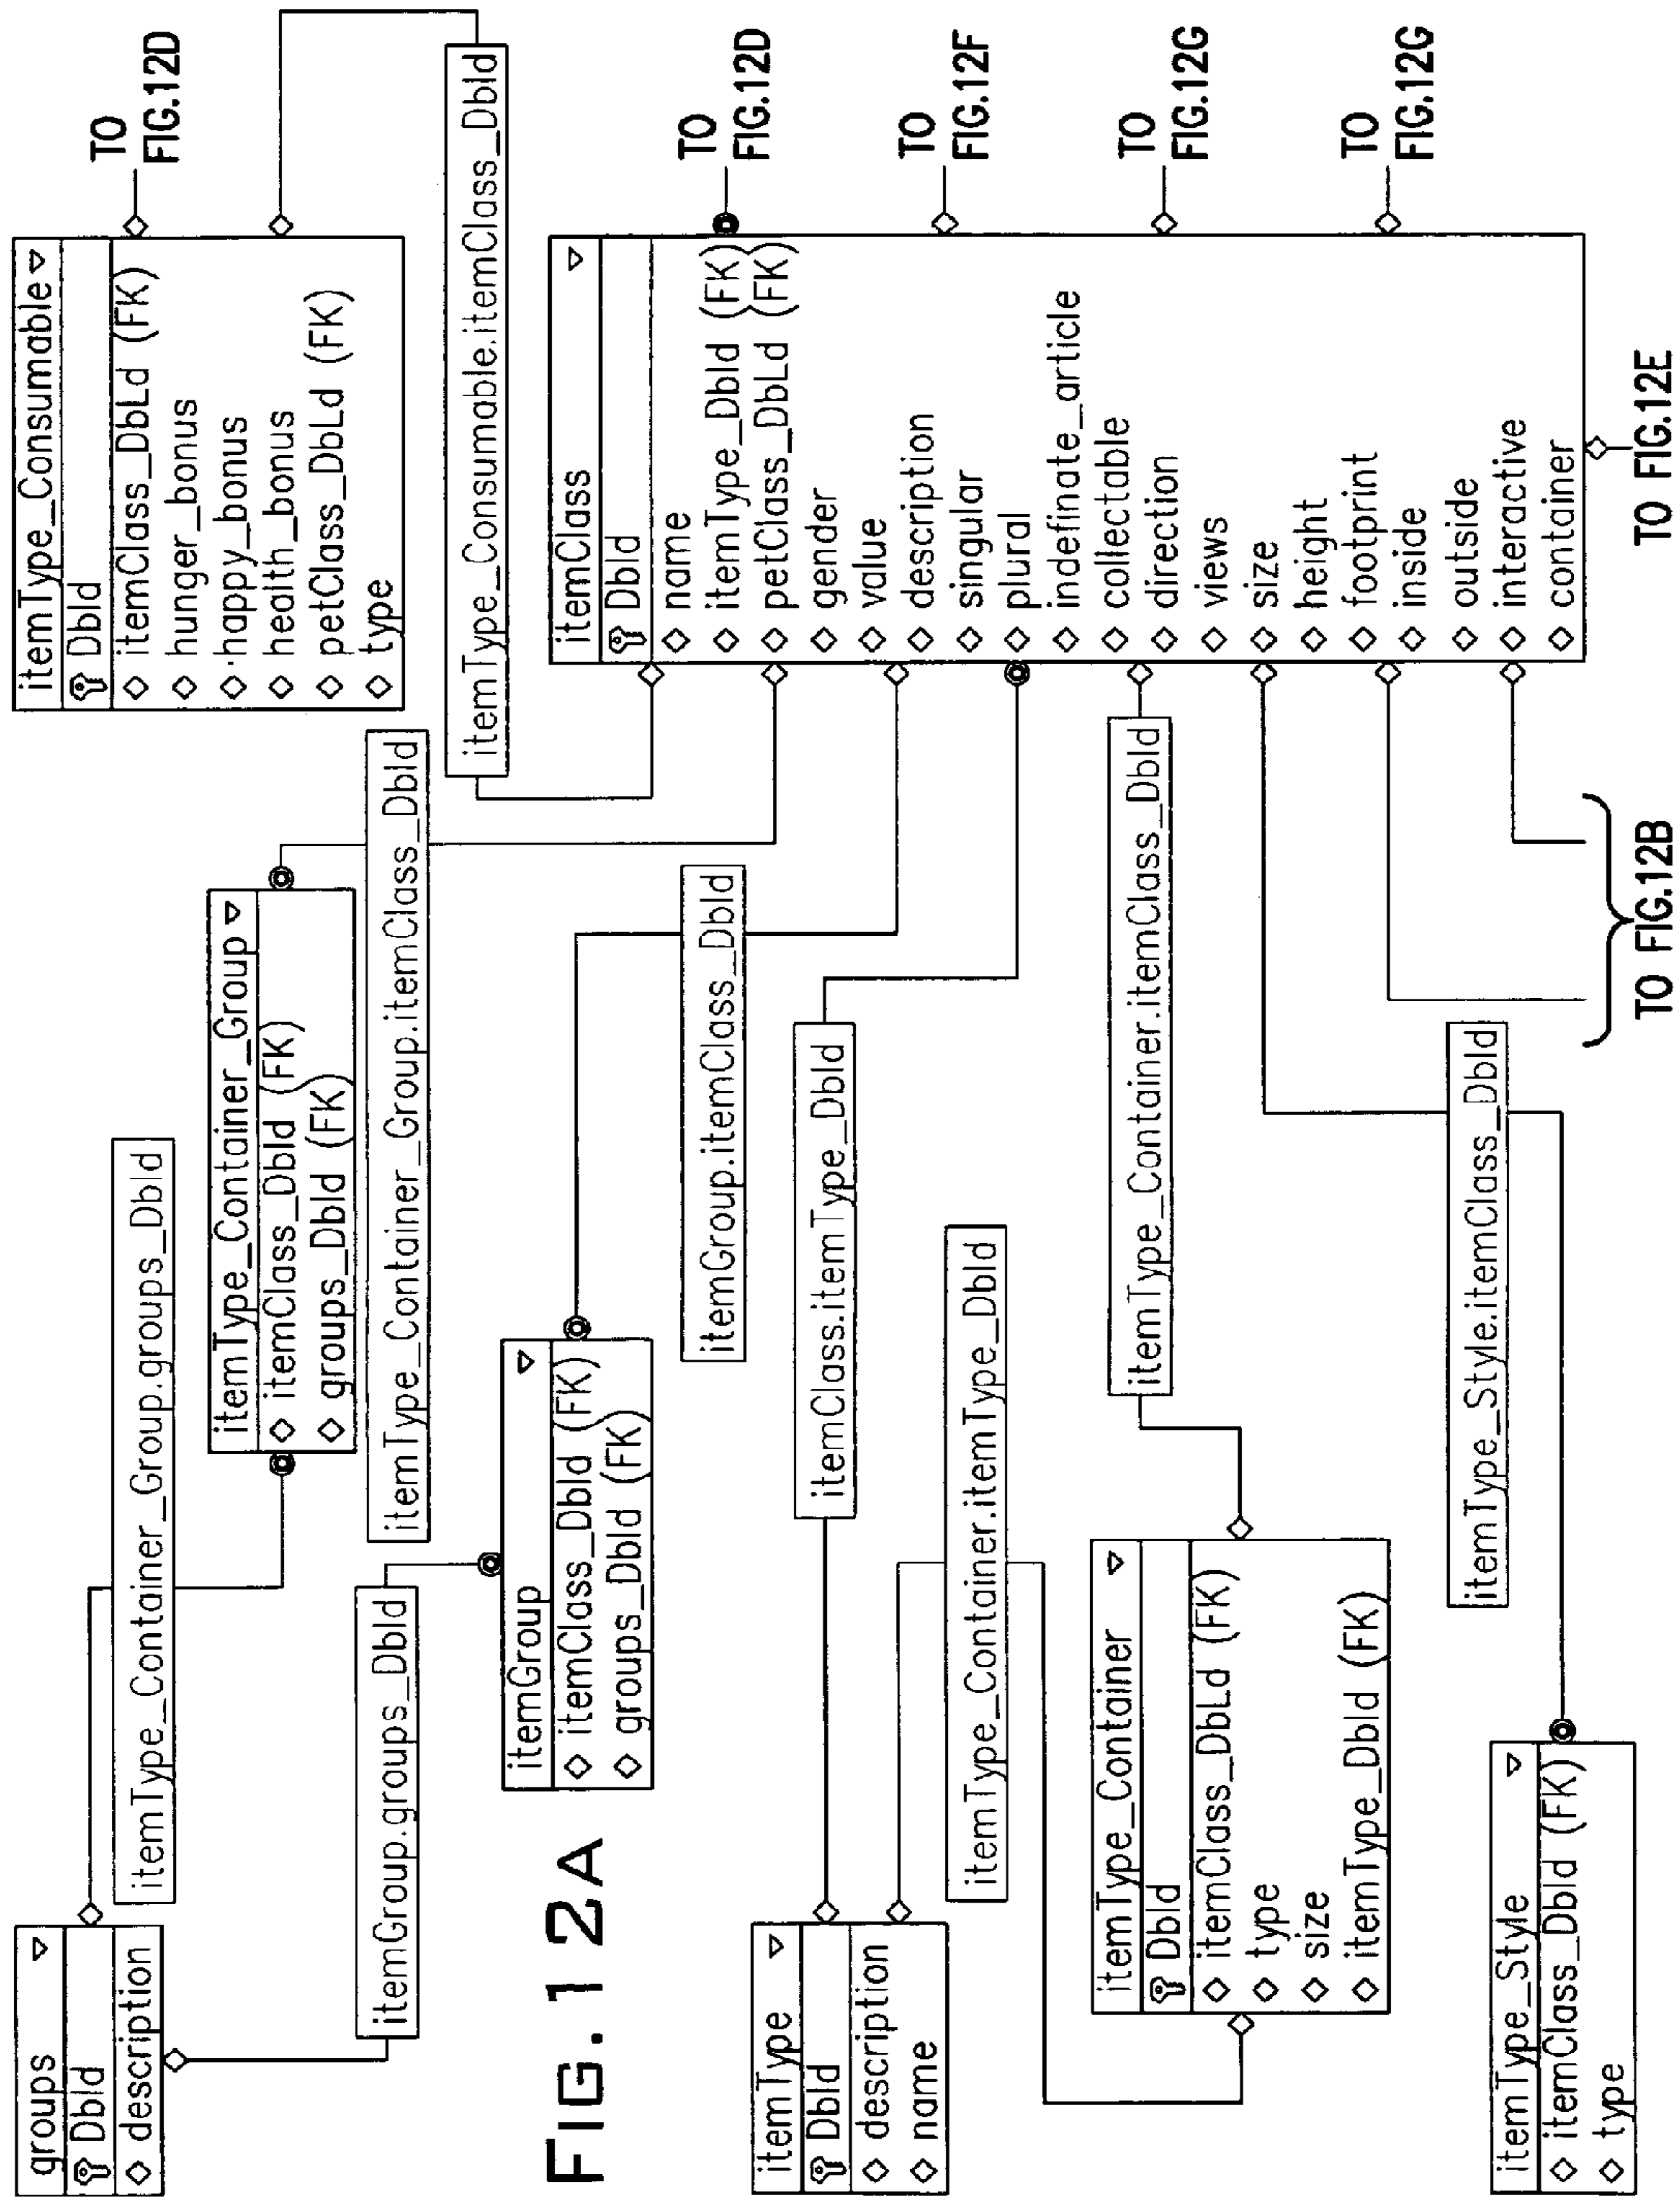 groups
DbId
description
itemType_Container_Group.groups_DbId
itemGroup.groups_DbId
itemType_Container_Group
itemClass_DbId (FK)
groups_DbId (FK)
itemType_Container_Group.itemClass_DbId
itemType_Consumable
DbId
itemClass_DbLd (FK)
hunger_bonus
happy_bonus
health_bonus
petClass_DbLd (FK)
type
TO
FIG.12D
itemType_Consumable.itemClass_DbId
FIG. 12A
itemGroup
itemClass_DbId (FK)
groups_DbId (FK)
itemGroup.itemClass_DbId
itemClass.itemType_DbId
itemType
DbId
description
name
itemType_Container.itemType_DbId
itemType_Container
DbId
itemClass_DbLd (FK)
type
size
itemType_DbId (FK)
itemType_Container.itemClass_DbId
itemType_Style
itemClass_DbId (FK)
type
itemType_Style.itemClass_DbId
itemClass
DbId
name
itemType_DbId (FK)
petClass_DbLd (FK)
gender
value
description
singular
plural
indefinate_article
collectable
direction
views
size
height
footprint
inside
outside
interactive
container
TO
FIG.12D
TO
FIG.12F
TO
FIG.12G
TO
FIG.12G
TO FIG.12B
TO FIG.12E